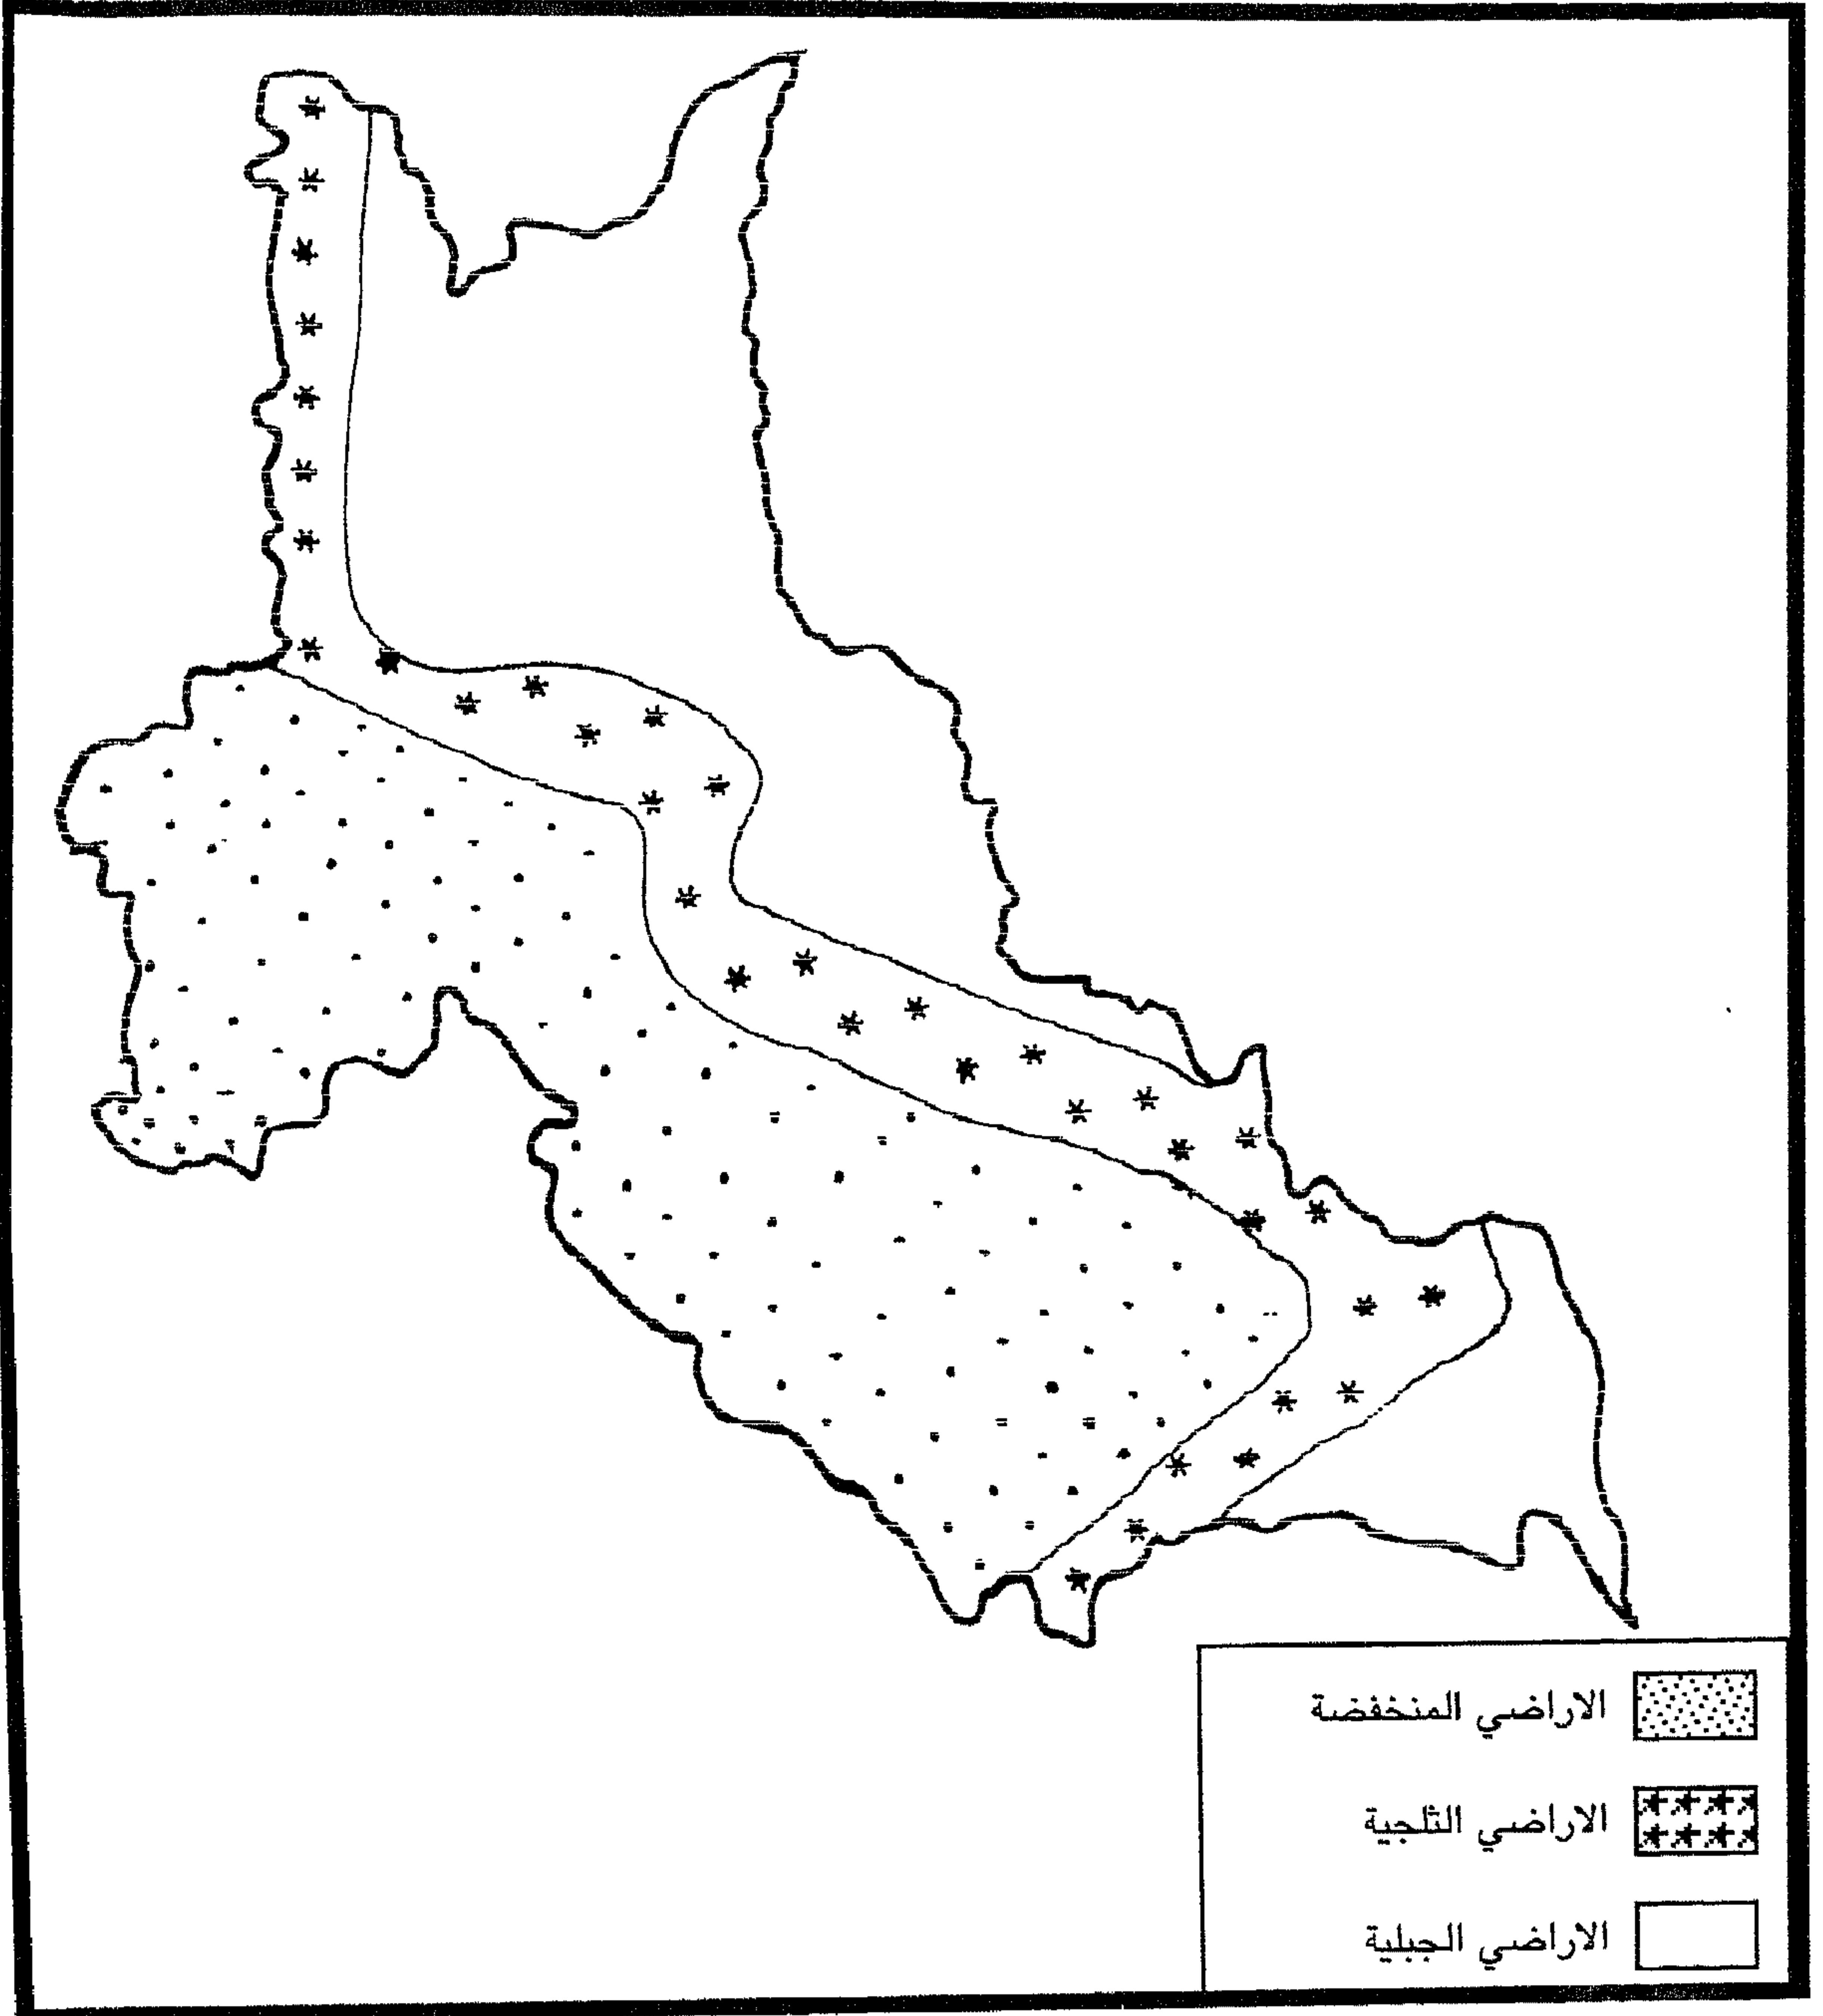 الاراضي المنخفضة
الاراضي الثلجية
الاراضي الجبلية